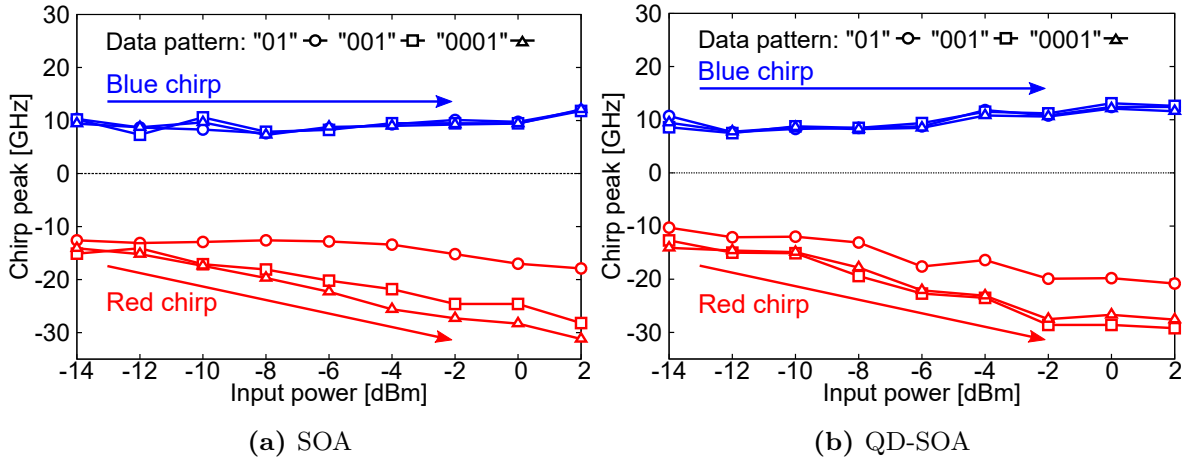 30
20
10
0
-10
-20
-30
Chirp peak [GHz]
Data pattern: "01" "001" "0001"
Blue chirp
Red chirp
-14 -12 -10 -8 -6 -4 -2 0 2
Input power [dBm]
(a) SOA
30
20
10
0
-10
-20
-30
Chirp peak [GHz]
Data pattern: "01" "001" "0001"
Blue chirp
Red chirp
-14 -12 -10 -8 -6 -4 -2 0 2
Input power [dBm]
(b) QD-SOA